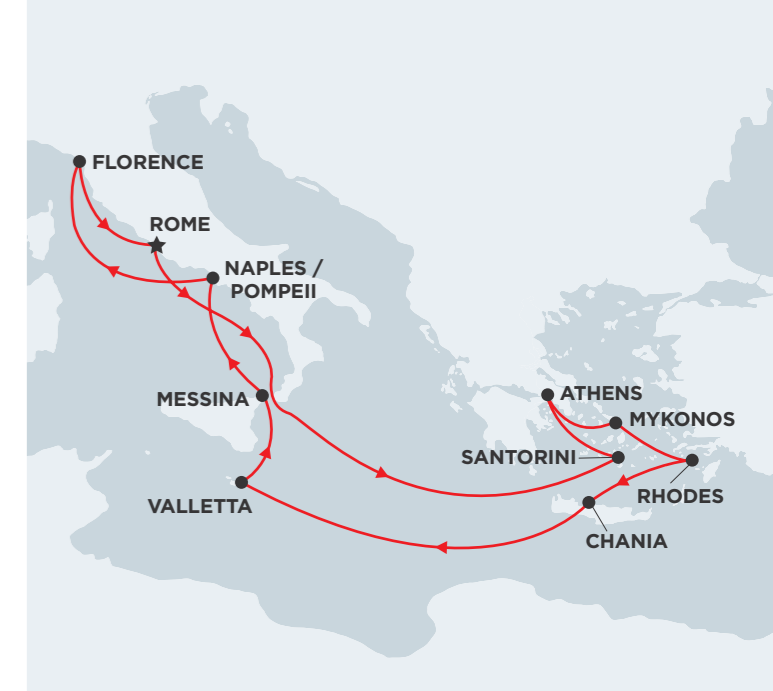 FLORENCE
ROME
NAPLES /
POMPEII
MESSINA
ATHENS
MYKONOS
SANTORINI
RHODES
VALLETTA
CHANIA